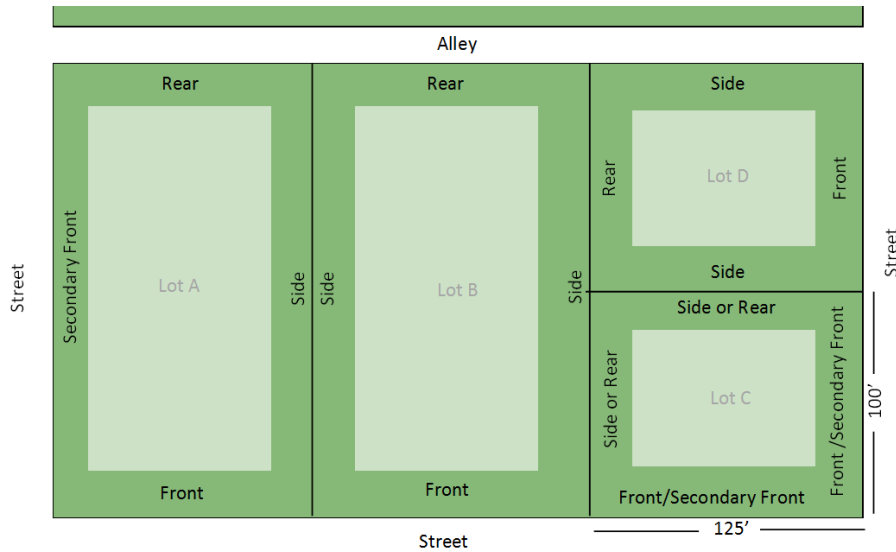 Alley
Rear
Rear
Side
Secondary Front
Lot A
Side
Side
Lot B
Side
Rear
Lot D
Front
Side
Street
Street
Side or Rear
Side or Rear
Lot C
Front /Secondary Front
100'
Front
Front
Front/Secondary Front
Street
125'